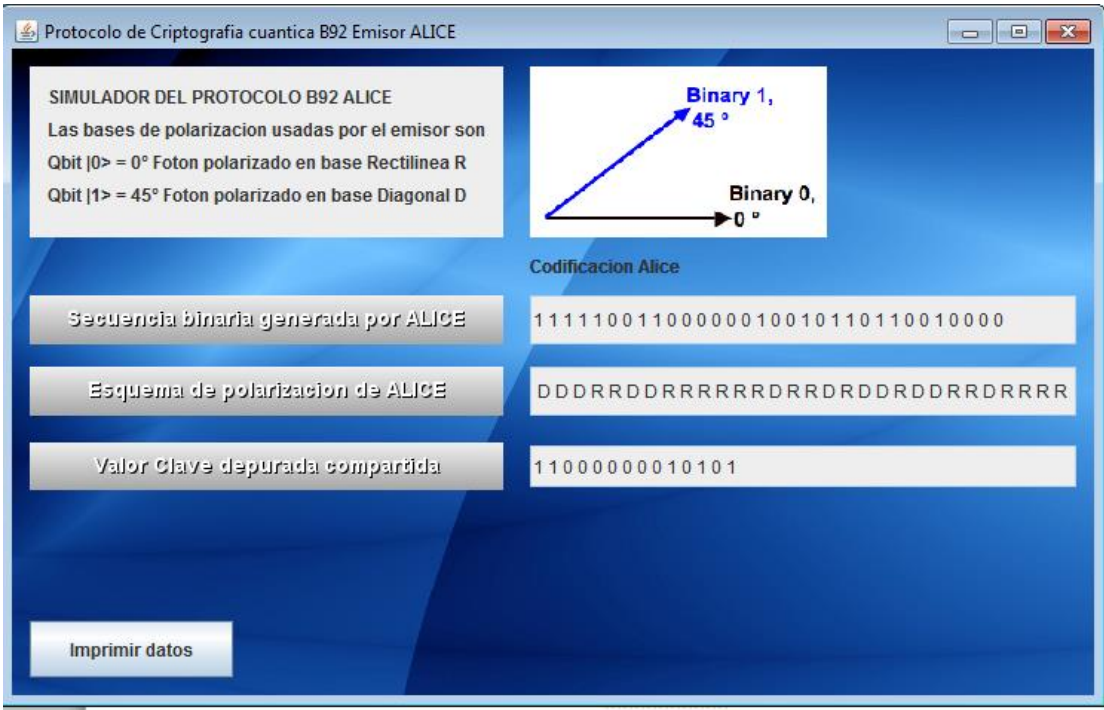 Protocolo de Criptografia cuantica B92 Emisor ALICE
SIMULADOR DEL PROTOCOLO B92 ALICE
Las bases de polarizacion usadas por el emisor son
Qbit |0> = 0° Foton polarizado en base Rectilinea R
Qbit |1> = 45° Foton polarizado en base Diagonal D
Binary 1,
45 °
Binary 0,
0 °
Codificacion Alice
Secuencia binaria generada por ALICE
1 1 1 1 1 0 0 1 1 0 0 0 0 0 0 1 0 0 1 0 1 1 0 1 1 0 0 1 0 0 0 0
Esquema de polarizacion de ALICE
D D D R R D D R R R R R R D R R D R D D R D D R R D R R R R
Valor Clave depurada compartida
1 1 0 0 0 0 0 0 0 1 0 1 0 1
Imprimir datos